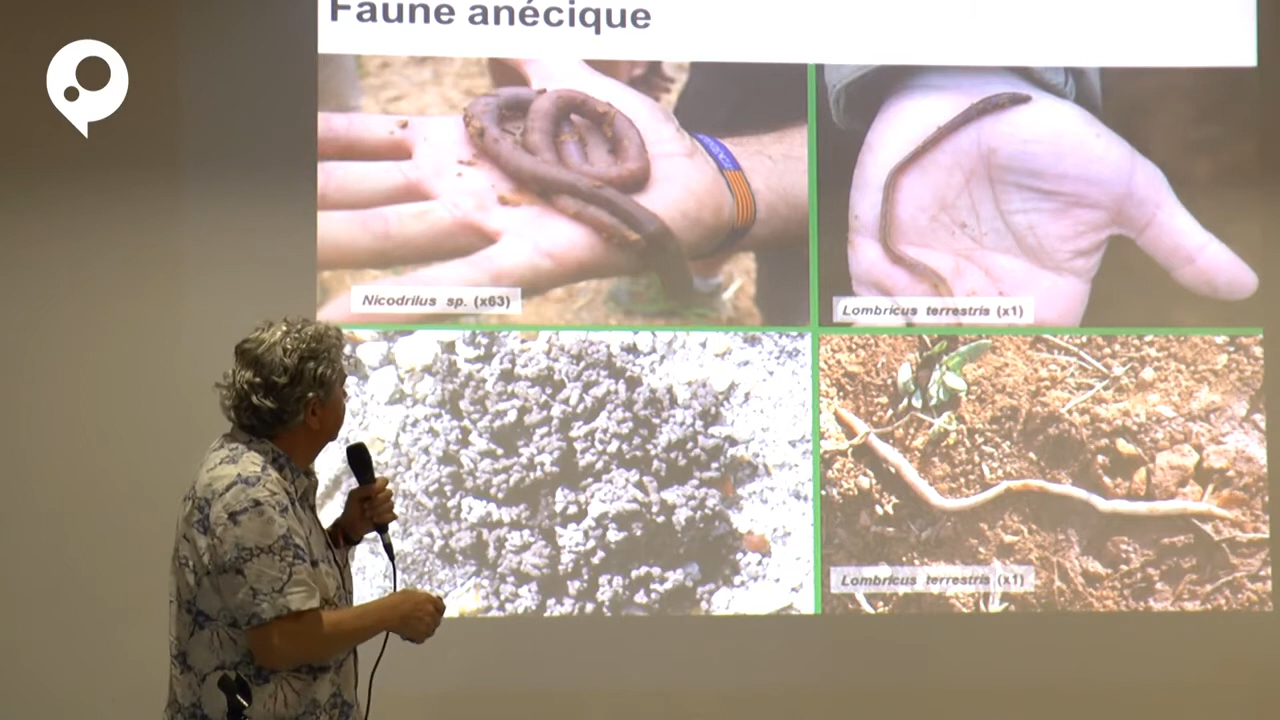 Faune anécique
Nicodrilus sp. (x63)
Lombricus terrestris (x1)
Lombricus terrestris (x1)